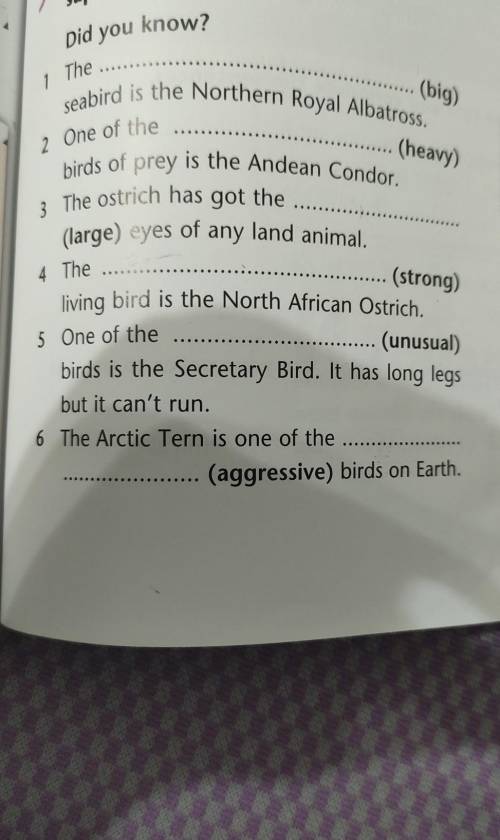 Did you know?
1 The .................................................... (big)
seabird is the Northern Royal Albatross.
2 One of the .................................... (heavy)
birds of prey is the Andean Condor.
3 The ostrich has got the ...........................
(large) eyes of any land animal.
4 The .............................................. (strong)
living bird is the North African Ostrich.
5 One of the ................................. (unusual)
birds is the Secretary Bird. It has long legs
but it can't run.
6 The Arctic Tern is one of the ......................
...................... (aggressive) birds on Earth.